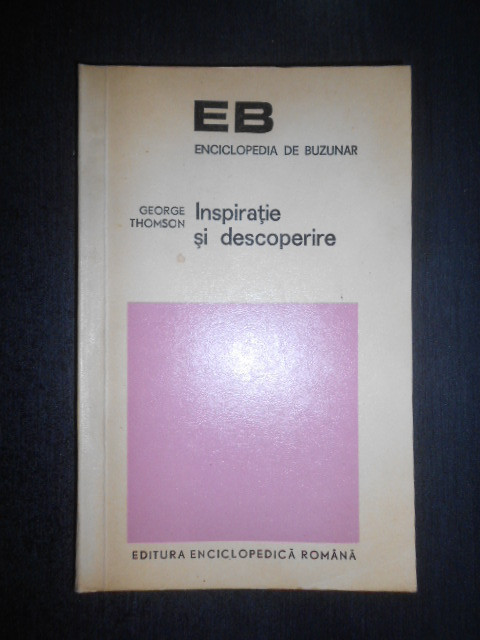 EB
ENCICLOPEDIA DE BUZUNAR
GEORGE
THOMSON
Inspirație
și descoperire
EDITURA ENCICLOPEDICĂ ROMÂNĂ